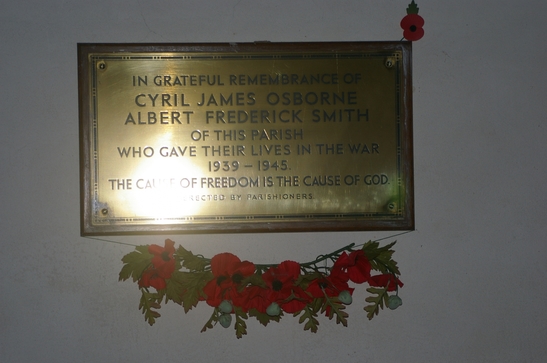 IN GRATEFUL REMEMBRANCE OF
CYRIL JAMES OSBORNE
ALBERT FREDERICK SMITH
OF THIS PARISH
WHO GAVE THEIR LIVES IN THE WAR
1939 – 1945.
THE CAUSE OF FREEDOM IS THE CAUSE OF GOD.
ERECTED BY PARISHIONERS.